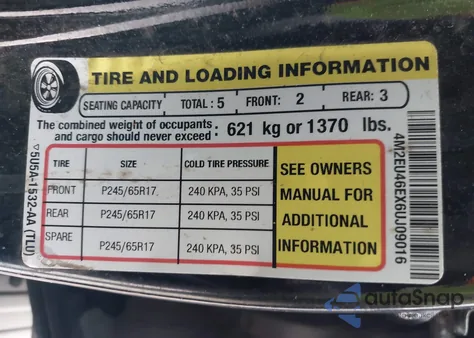 TIRE AND LOADING INFORMATION
SEATING CAPACITY TOTAL : 5 FRONT: 2 REAR: 3
The combined weight of occupants
and cargo should never exceed : 621 kg or 1370 lbs.
TIRE SIZE COLD TIRE PRESSURE
FRONT P245/65R17 240 KPA, 35 PSI
REAR P245/65R17 240 KPA, 35 PSI
SPARE P245/65R17 240 KPA, 35 PSI
SEE OWNERS
MANUAL FOR
ADDITIONAL
INFORMATION
5U5A-1532-AA (TLU)
4M2EU46EX6UJ09016
autoSnap